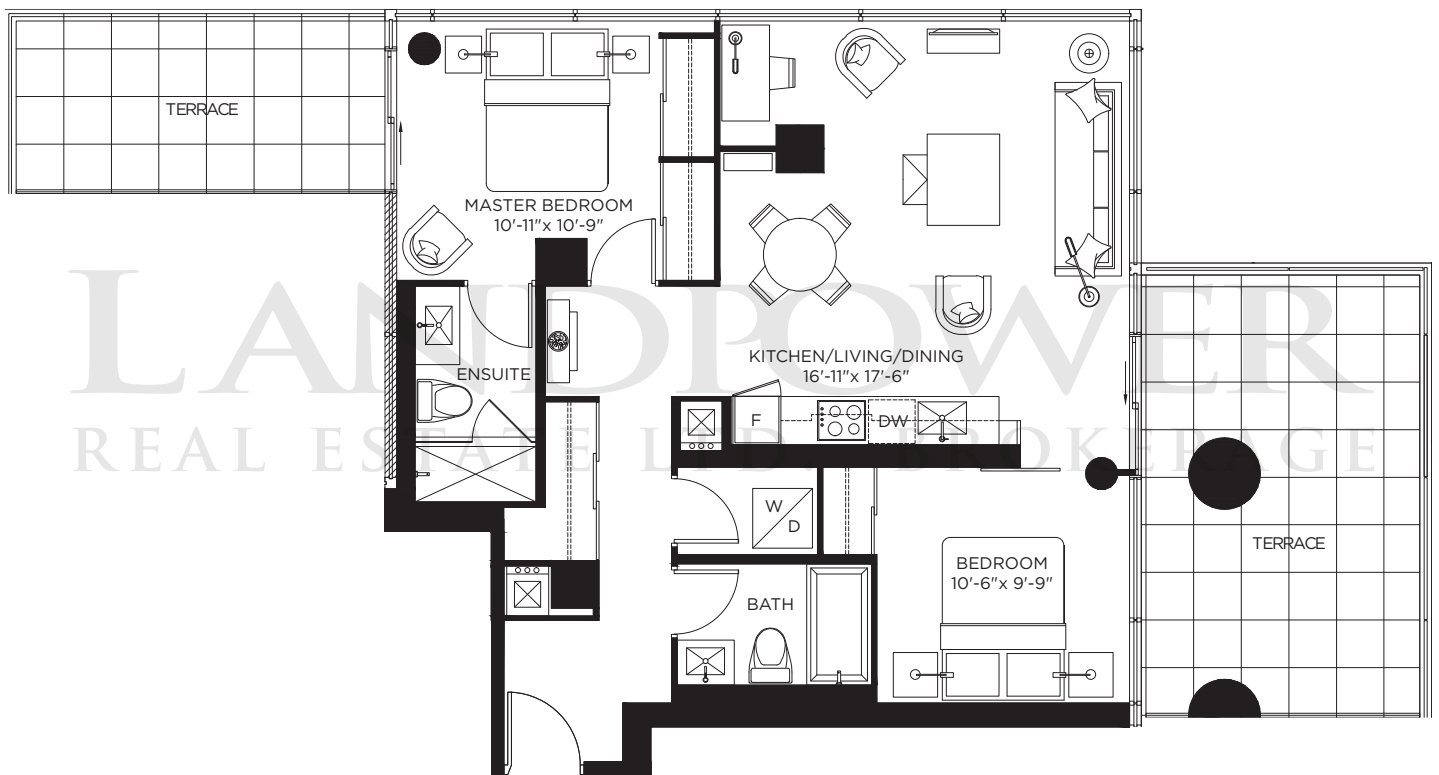 TERRACE
MASTER BEDROOM
10'-11"x 10'-9"
LANDPOWER
REAL ESTATE LTD. BROKERAGE
ENSUITE
KITCHEN/LIVING/DINING
16'-11"x 17'-6"
F
DW
W
D
BEDROOM
10'-6"x 9'-9"
BATH
TERRACE